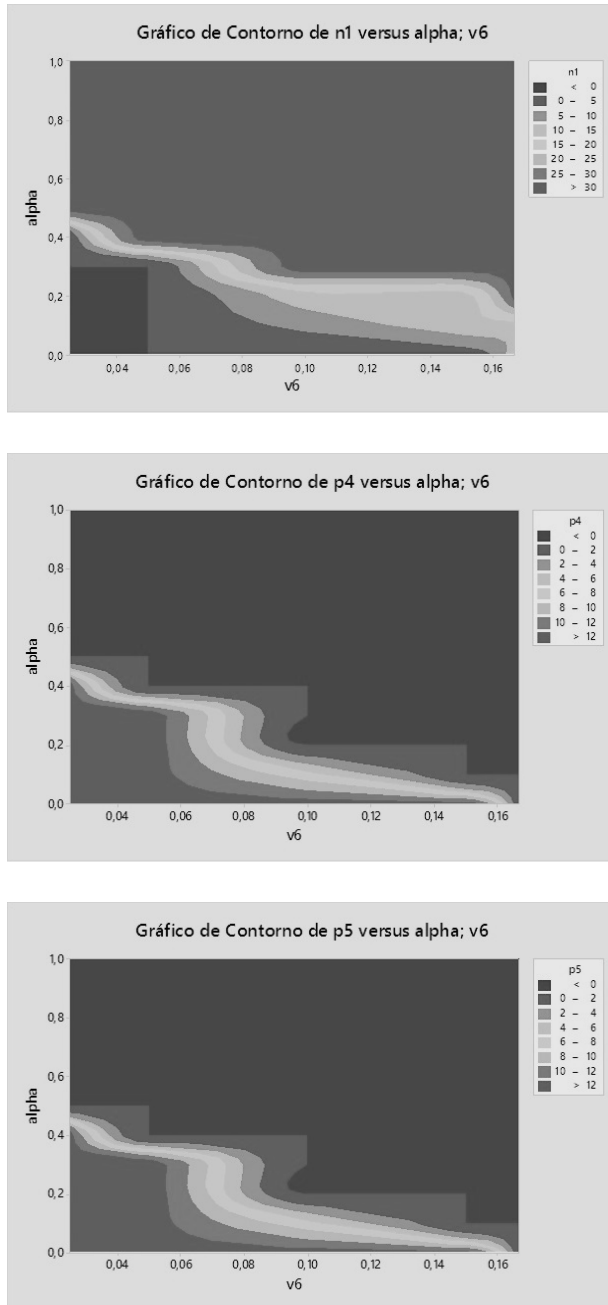 Gráfico de Contorno de n1 versus alpha; v6
1,0
0,8
0,6
0,4
0,2
0,0
alpha
0,04 0,06 0,08 0,10 0,12 0,14 0,16
v6
n1
< 0
0 – 5
5 – 10
10 – 15
15 – 20
20 – 25
25 – 30
> 30
Gráfico de Contorno de p4 versus alpha; v6
1,0
0,8
0,6
0,4
0,2
0,0
alpha
0,04 0,06 0,08 0,10 0,12 0,14 0,16
v6
p4
< 0
0 – 2
2 – 4
4 – 6
6 – 8
8 – 10
10 – 12
> 12
Gráfico de Contorno de p5 versus alpha; v6
1,0
0,8
0,6
0,4
0,2
0,0
alpha
0,04 0,06 0,08 0,10 0,12 0,14 0,16
v6
p5
< 0
0 – 2
2 – 4
4 – 6
6 – 8
8 – 10
10 – 12
> 12